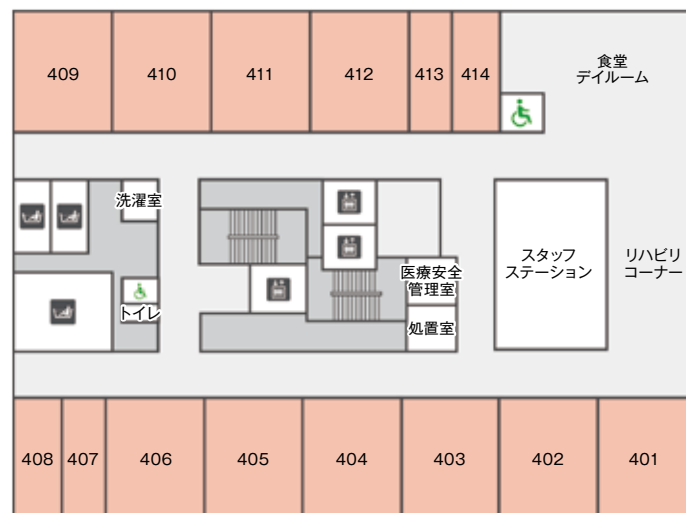 409
410
411
412
413
414
食堂
デイルーム
洗濯室
トイレ
医療安全
管理室
処置室
スタッフ
ステーション
リハビリ
コーナー
408
407
406
405
404
403
402
401